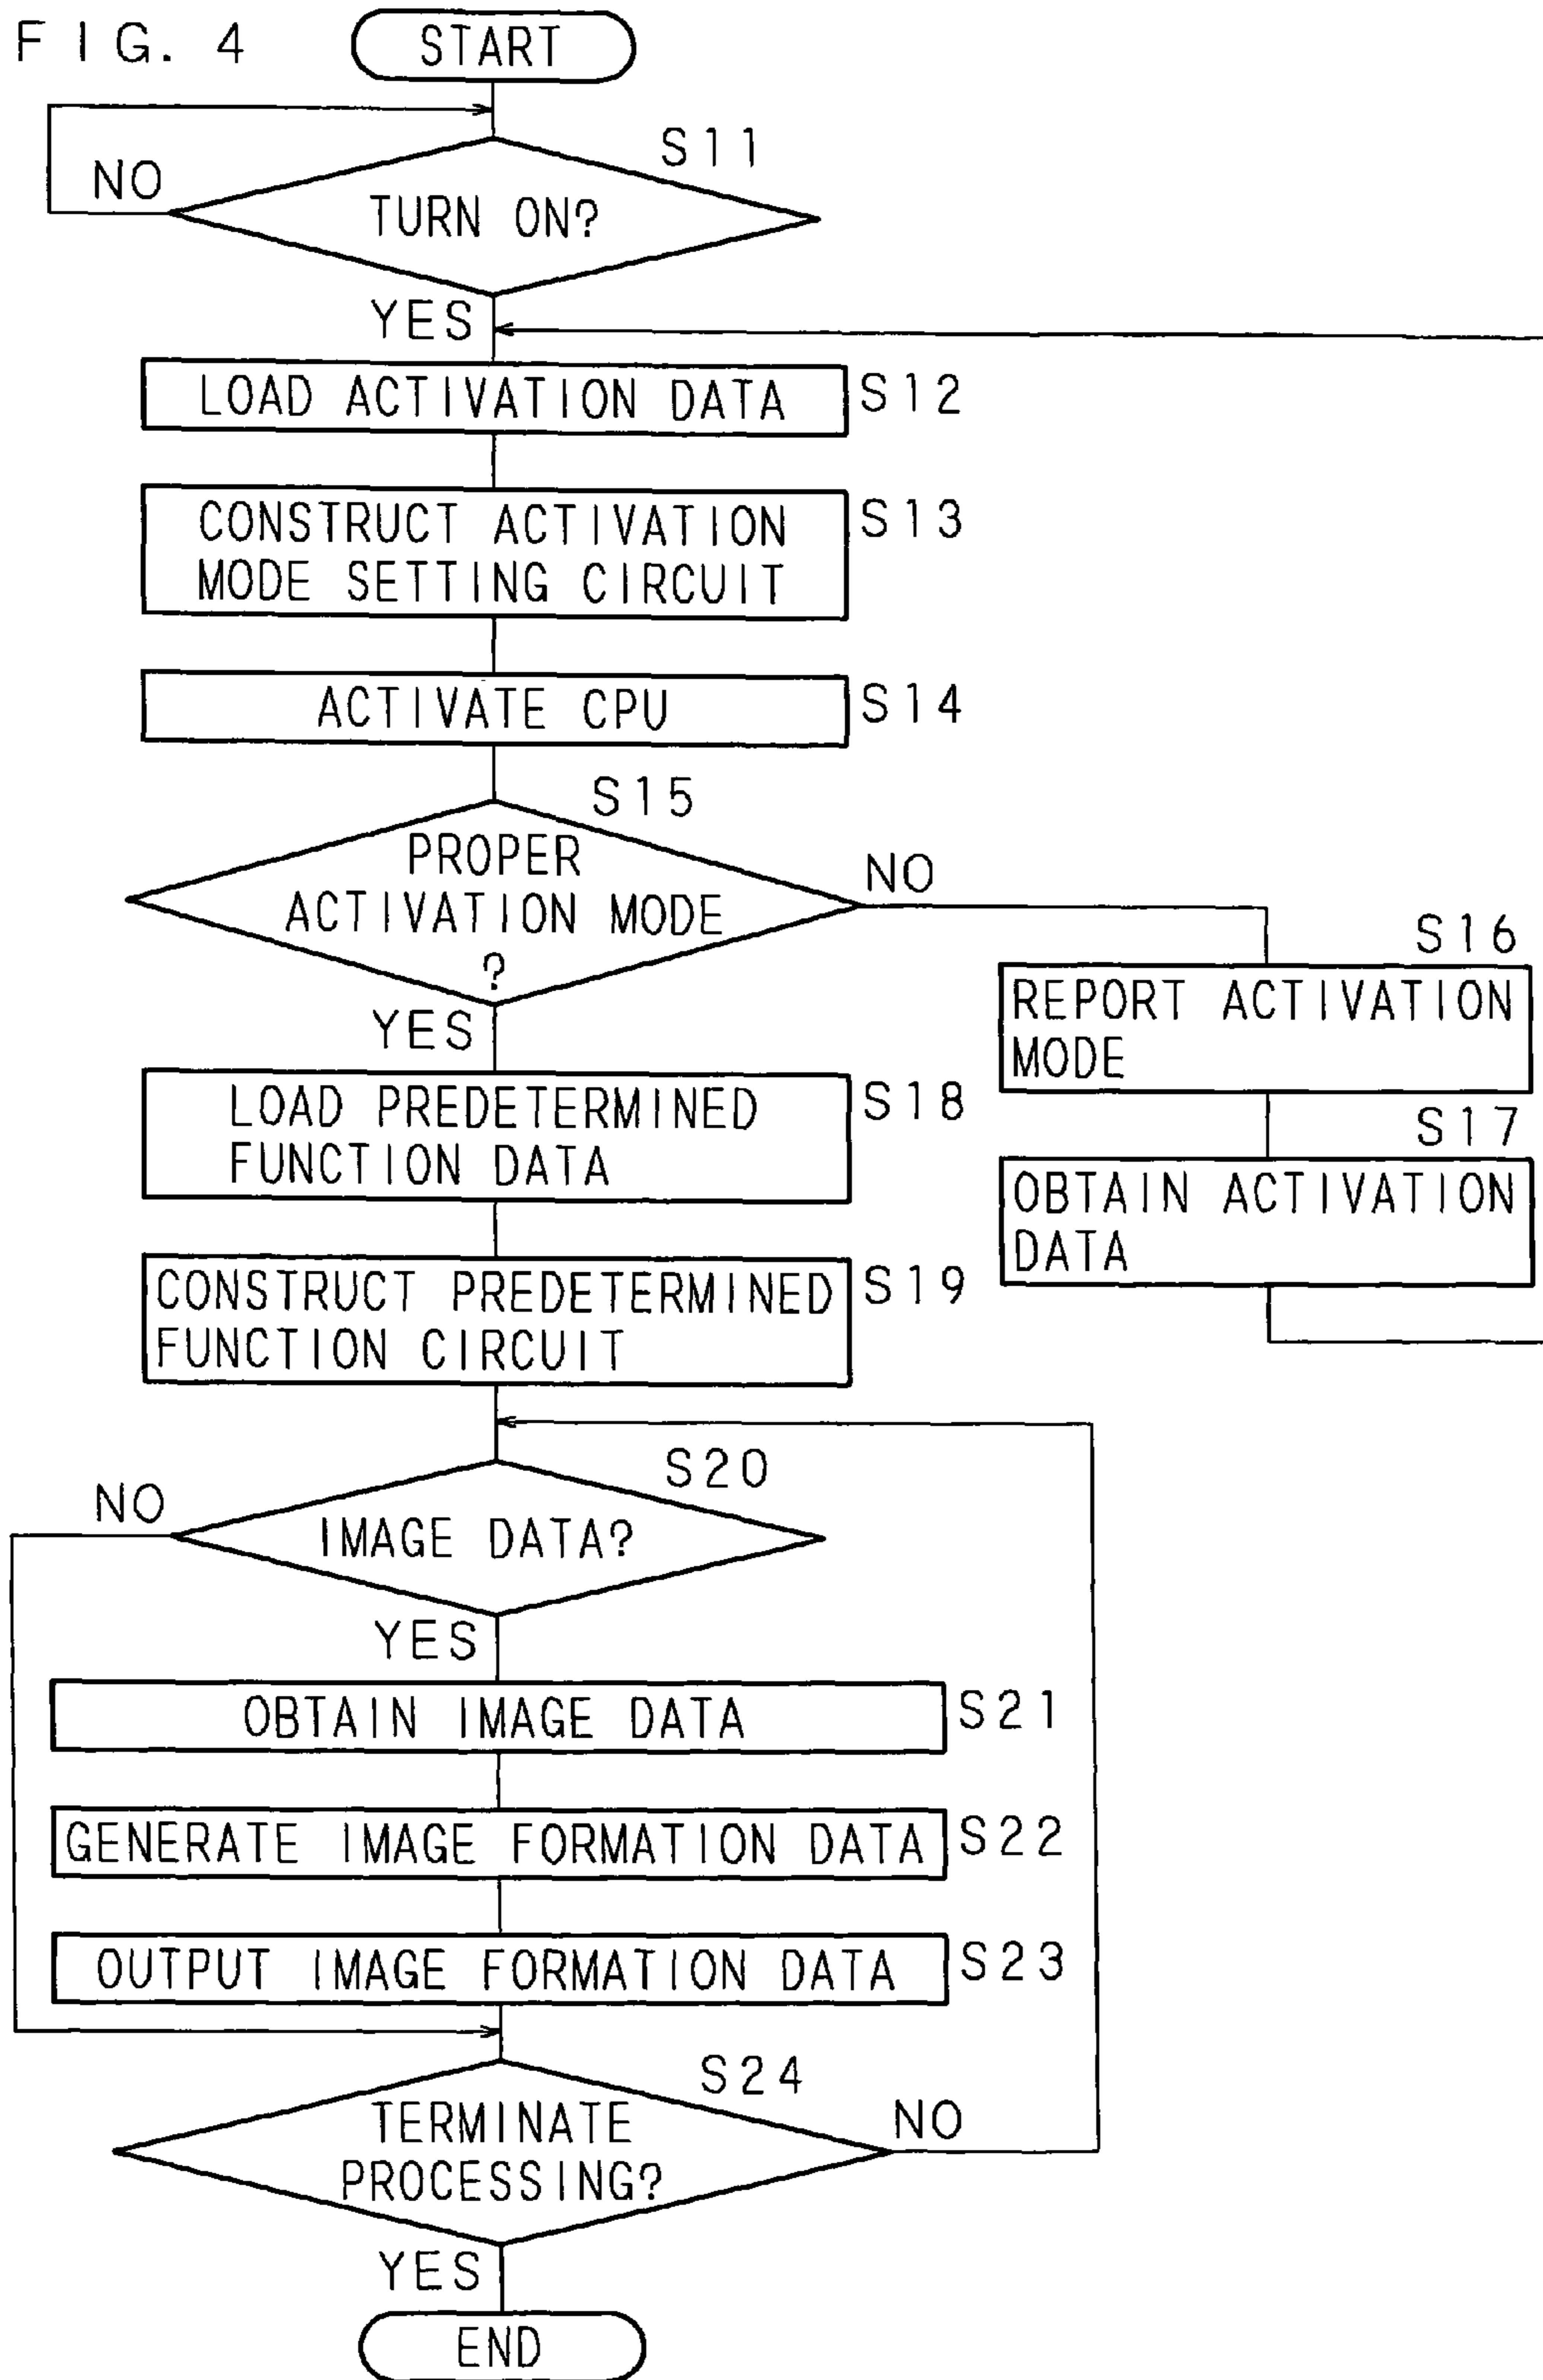 FIG. 4
START
S11
NO
TURN ON?
YES
LOAD ACTIVATION DATA
S12
CONSTRUCT ACTIVATION
MODE SETTING CIRCUIT
S13
ACTIVATE CPU
S14
S15
PROPER
ACTIVATION MODE
?
NO
YES
S16
REPORT ACTIVATION
MODE
S17
OBTAIN ACTIVATION
DATA
LOAD PREDETERMINED
FUNCTION DATA
S18
CONSTRUCT PREDETERMINED
FUNCTION CIRCUIT
S19
S20
NO
IMAGE DATA?
YES
OBTAIN IMAGE DATA
S21
GENERATE IMAGE FORMATION DATA
S22
OUTPUT IMAGE FORMATION DATA
S23
S24
TERMINATE
PROCESSING?
NO
YES
END